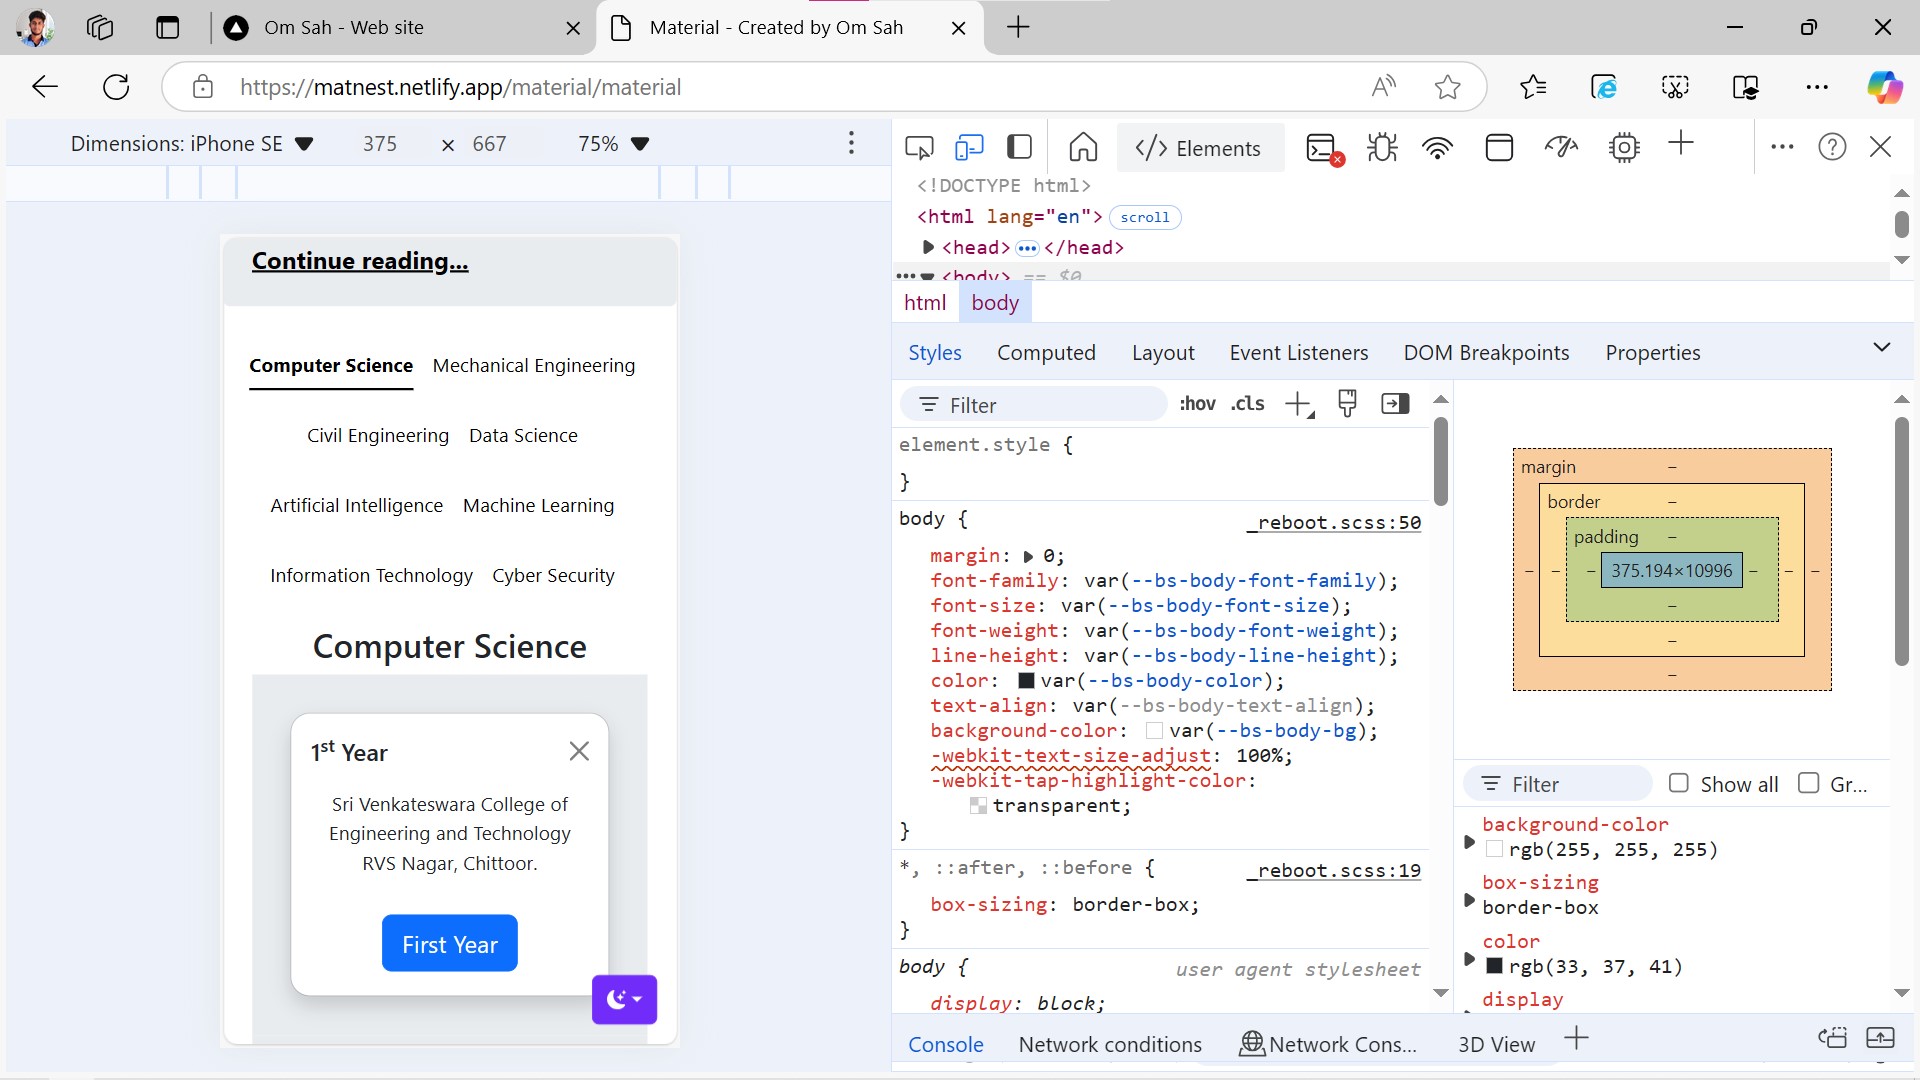 Om Sah - Web site
Material - Created by Om Sah
https://matnest.netlify.app/material/material
Dimensions: iPhone SE 375 × 667 75%
Continue reading...
Computer Science Mechanical Engineering
Civil Engineering Data Science
Artificial Intelligence Machine Learning
Information Technology Cyber Security
Computer Science
1st Year
Sri Venkateswara College of
Engineering and Technology
RVS Nagar, Chittoor.
First Year
</> Elements
<!DOCTYPE html>
<html lang="en"> scroll
<head> ••• </head>
••• <body> == $0
html body
Styles Computed Layout Event Listeners DOM Breakpoints Properties
Filter :hov .cls
element.style {
}
body { _reboot.scss:50
margin: 0;
font-family: var(--bs-body-font-family);
font-size: var(--bs-body-font-size);
font-weight: var(--bs-body-font-weight);
line-height: var(--bs-body-line-height);
color: var(--bs-body-color);
text-align: var(--bs-body-text-align);
background-color: var(--bs-body-bg);
-webkit-text-size-adjust: 100%;
-webkit-tap-highlight-color:
transparent;
}
*, ::after, ::before { _reboot.scss:19
box-sizing: border-box;
}
body { user agent stylesheet
display: block;
margin –
border –
padding –
– – – 375.194×10996 – – –
–
–
–
Filter Show all Gr...
background-color
rgb(255, 255, 255)
box-sizing
border-box
color
rgb(33, 37, 41)
display
Console Network conditions Network Cons... 3D View